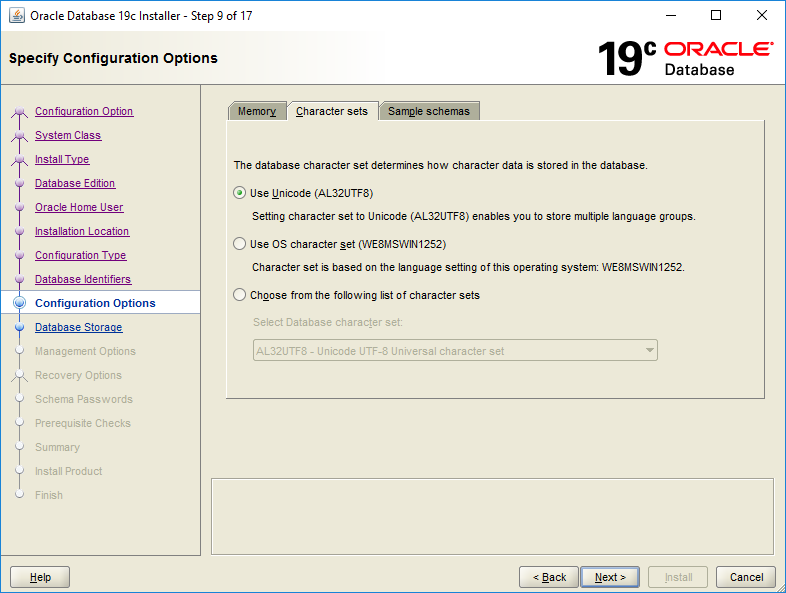 Oracle Database 19c Installer - Step 9 of 17
Specify Configuration Options
19c ORACLE
Database
Configuration Option
System Class
Install Type
Database Edition
Oracle Home User
Installation Location
Configuration Type
Database Identifiers
Configuration Options
Database Storage
Management Options
Recovery Options
Schema Passwords
Prerequisite Checks
Summary
Install Product
Finish
Memory Character sets Sample schemas
The database character set determines how character data is stored in the database.
Use Unicode (AL32UTF8)
Setting character set to Unicode (AL32UTF8) enables you to store multiple language groups.
Use OS character set (WE8MSWIN1252)
Character set is based on the language setting of this operating system: WE8MSWIN1252.
Choose from the following list of character sets
Select Database character set:
AL32UTF8 - Unicode UTF-8 Universal character set
Help < Back Next > Install Cancel